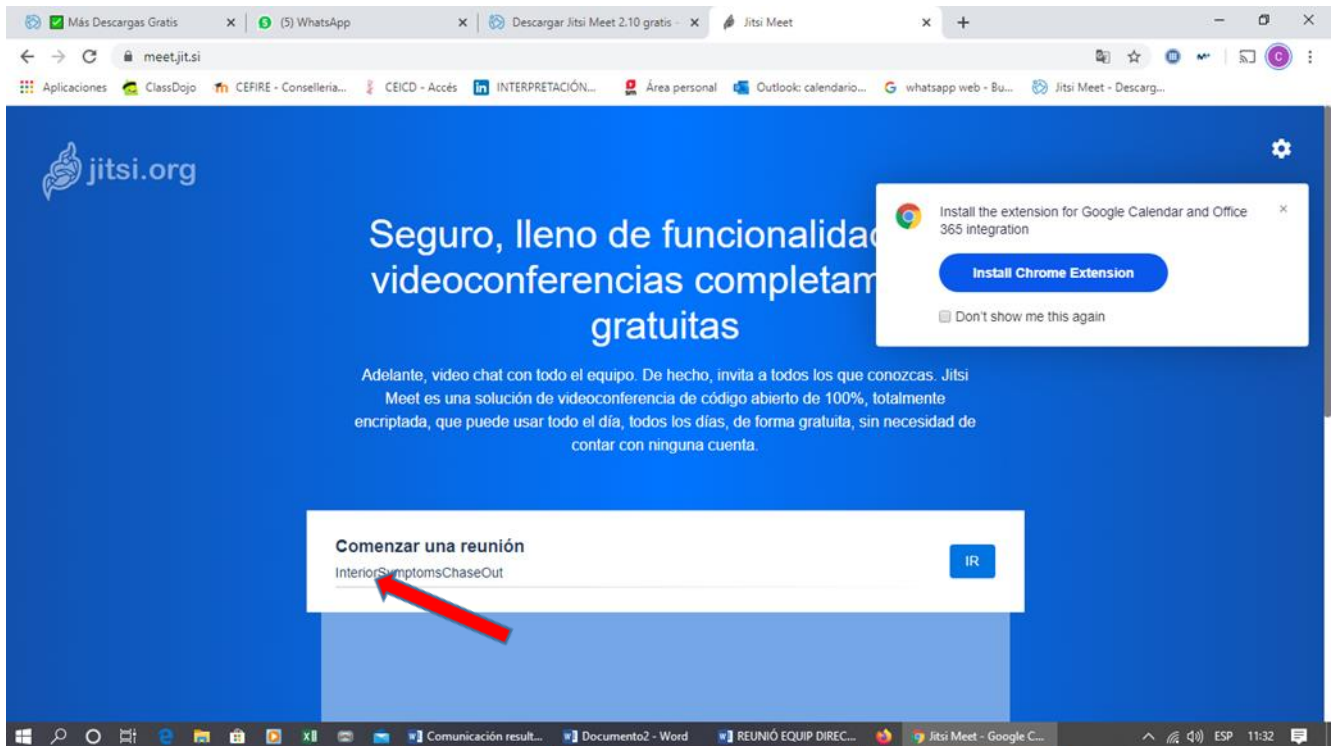 Más Descargas Gratis
(5) WhatsApp
Descargar Jitsi Meet 2.10 gratis -
Jitsi Meet
meet.jit.si
Aplicaciones
ClassDojo
CEFIRE - Conselleria...
CEICD - Accés
INTERPRETACIÓN...
Área personal
Outlook: calendario...
whatsapp web - Bu...
Jitsi Meet - Descarg...
jitsi.org
Install the extension for Google Calendar and Office
365 integration
Install Chrome Extension
Don't show me this again
Seguro, lleno de funcionalida
videoconferencias completam
gratuitas
Adelante, video chat con todo el equipo. De hecho, invita a todos los que conozcas. Jitsi
Meet es una solución de videoconferencia de código abierto de 100%, totalmente
encriptada, que puede usar todo el día, todos los días, de forma gratuita, sin necesidad de
contar con ninguna cuenta.
Comenzar una reunión
InteriorSymptomsChaseOut
IR
Comunicación result...
Documento2 - Word
REUNIÓ EQUIP DIREC...
Jitsi Meet - Google C...
ESP
11:32